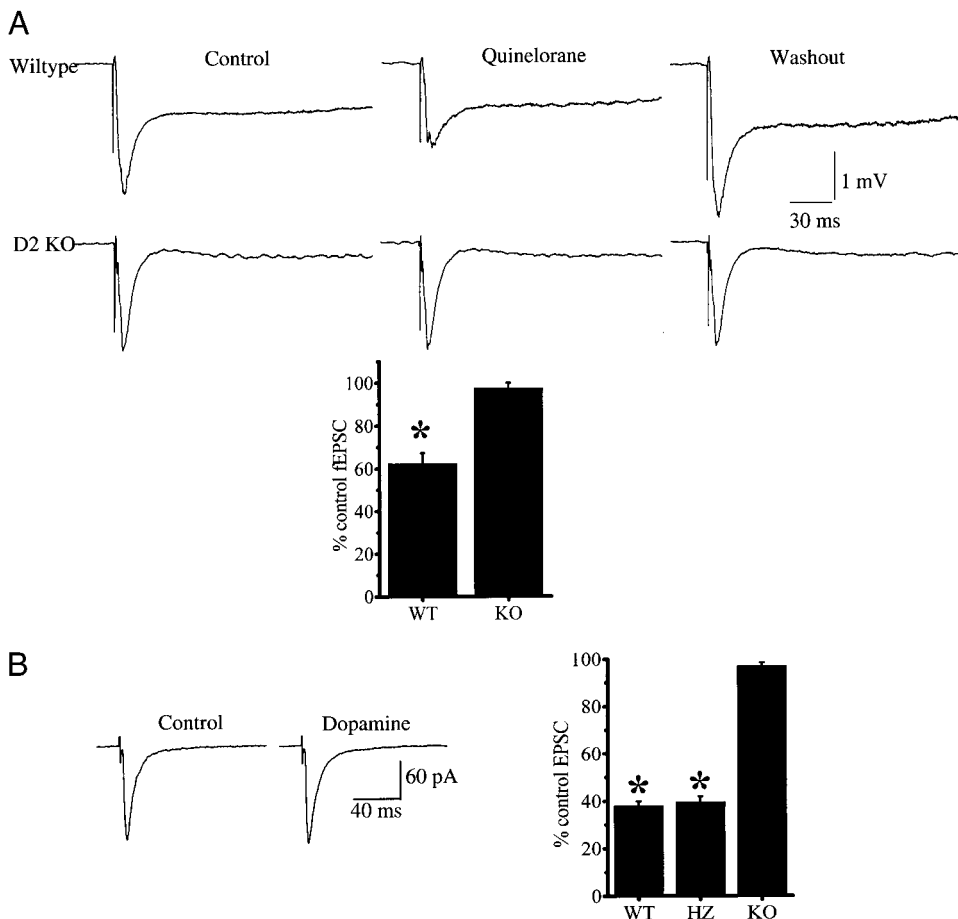 A
Wiltype
Control
Quinelorane
Washout
1 mV
30 ms
D2 KO
% control fEPSC
100
80
60
40
20
0
*
WT
KO
B
Control
Dopamine
60 pA
40 ms
% control EPSC
100
80
60
40
20
0
*
*
WT
HZ
KO